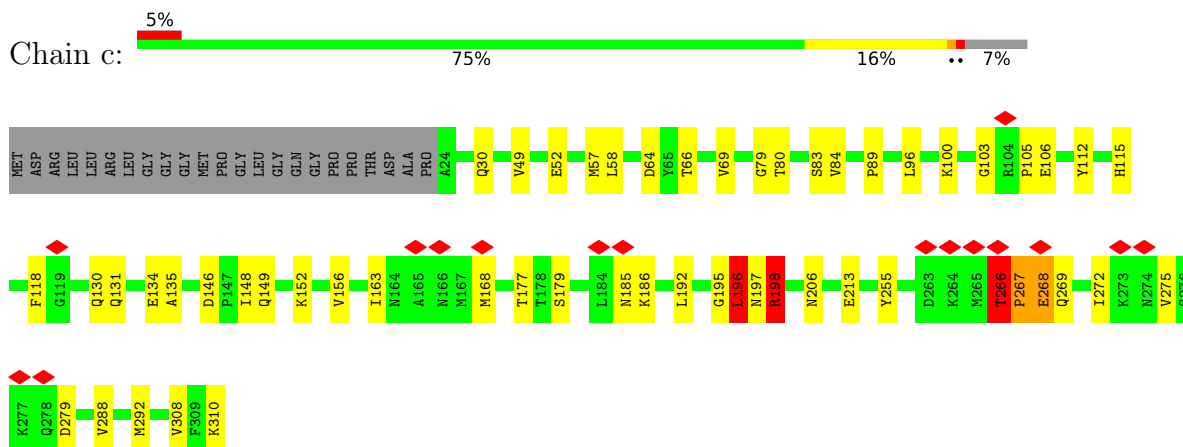 5%
Chain c:
75% 16% •• 7%
MET ASP ARG LEU LEU ARG LEU GLY GLY GLY MET PRO GLY LEU GLY GLN GLY PRO PRO THR ASP ALA PRO A24 Q30 V49 E52 M57 L58 D64 Y65 T66 V69 G79 T80 S83 V84 P89 L96 K100 G103 R104 P105 E106 Y112 H115
F118 G119 Q130 Q131 E134 A135 D146 P147 I148 Q149 K152 V156 I163 N164 A165 N166 M167 M168 T177 T178 S179 L184 N185 K186 L192 G195 L196 N197 R198 N206 E213 Y255 D263 K264 M265 T266 P267 E268 Q269 I272 K273 N274 V275
K277 Q278 D279 V288 M292 V308 F309 K310